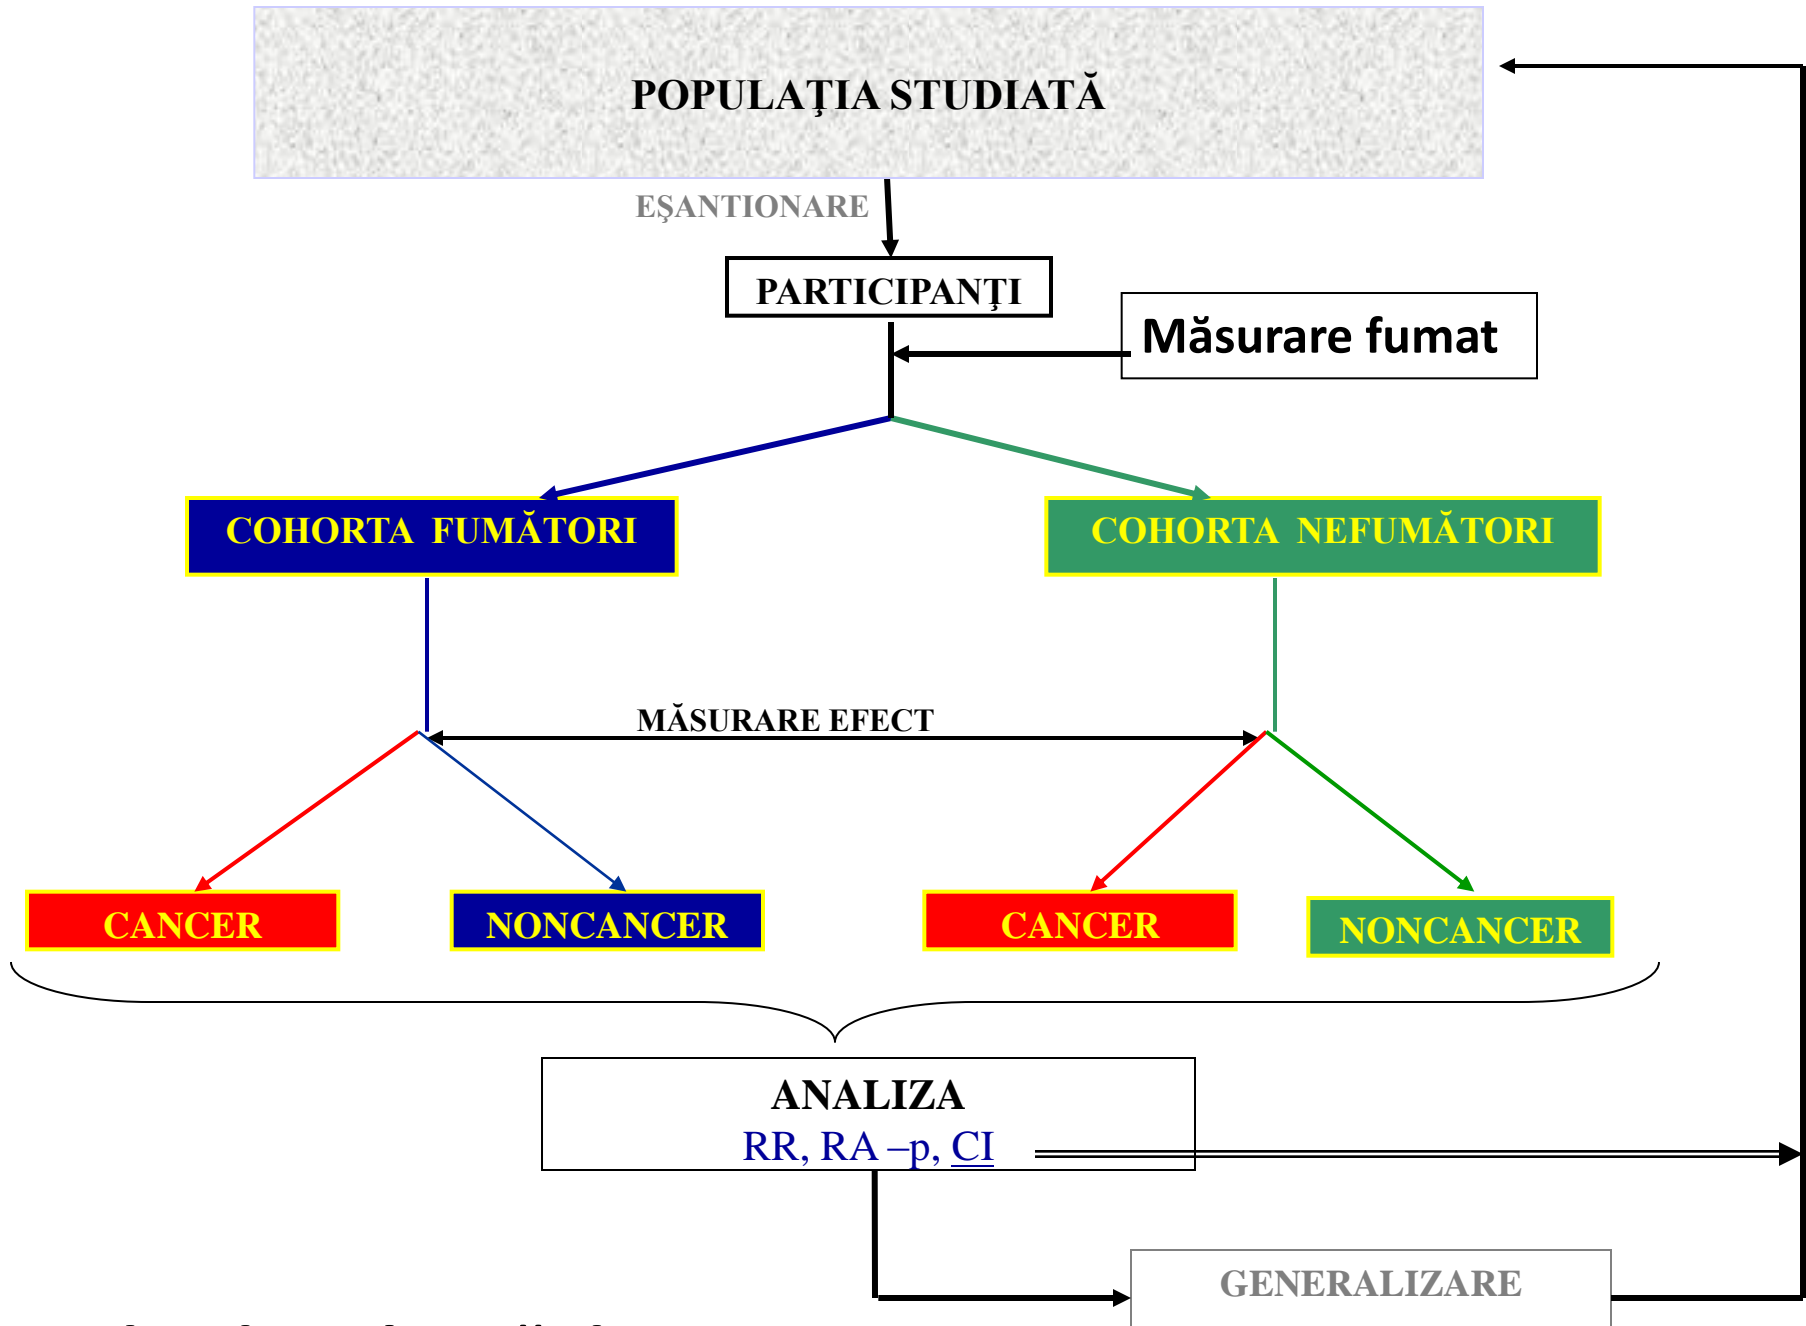 POPULAŢIA STUDIATĂ
EŞANTIONARE
PARTICIPANŢI
Măsurare fumat
COHORTA FUMĂTORI
COHORTA NEFUMĂTORI
MĂSURARE EFECT
CANCER
NONCANCER
CANCER
NONCANCER
ANALIZA
RR, RA –p, CI
GENERALIZARE